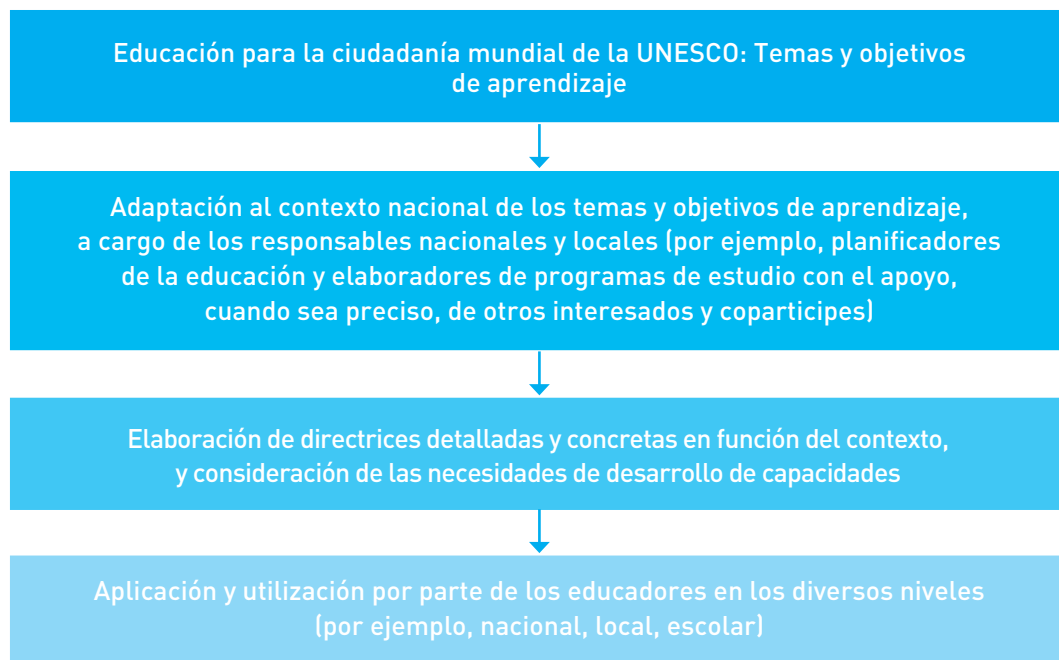 Educación para la ciudadanía mundial de la UNESCO: Temas y objetivos
de aprendizaje
Adaptación al contexto nacional de los temas y objetivos de aprendizaje,
a cargo de los responsables nacionales y locales (por ejemplo, planificadores
de la educación y elaboradores de programas de estudio con el apoyo,
cuando sea preciso, de otros interesados y coparticipes)
Elaboración de directrices detalladas y concretas en función del contexto,
y consideración de las necesidades de desarrollo de capacidades
Aplicación y utilización por parte de los educadores en los diversos niveles
(por ejemplo, nacional, local, escolar)